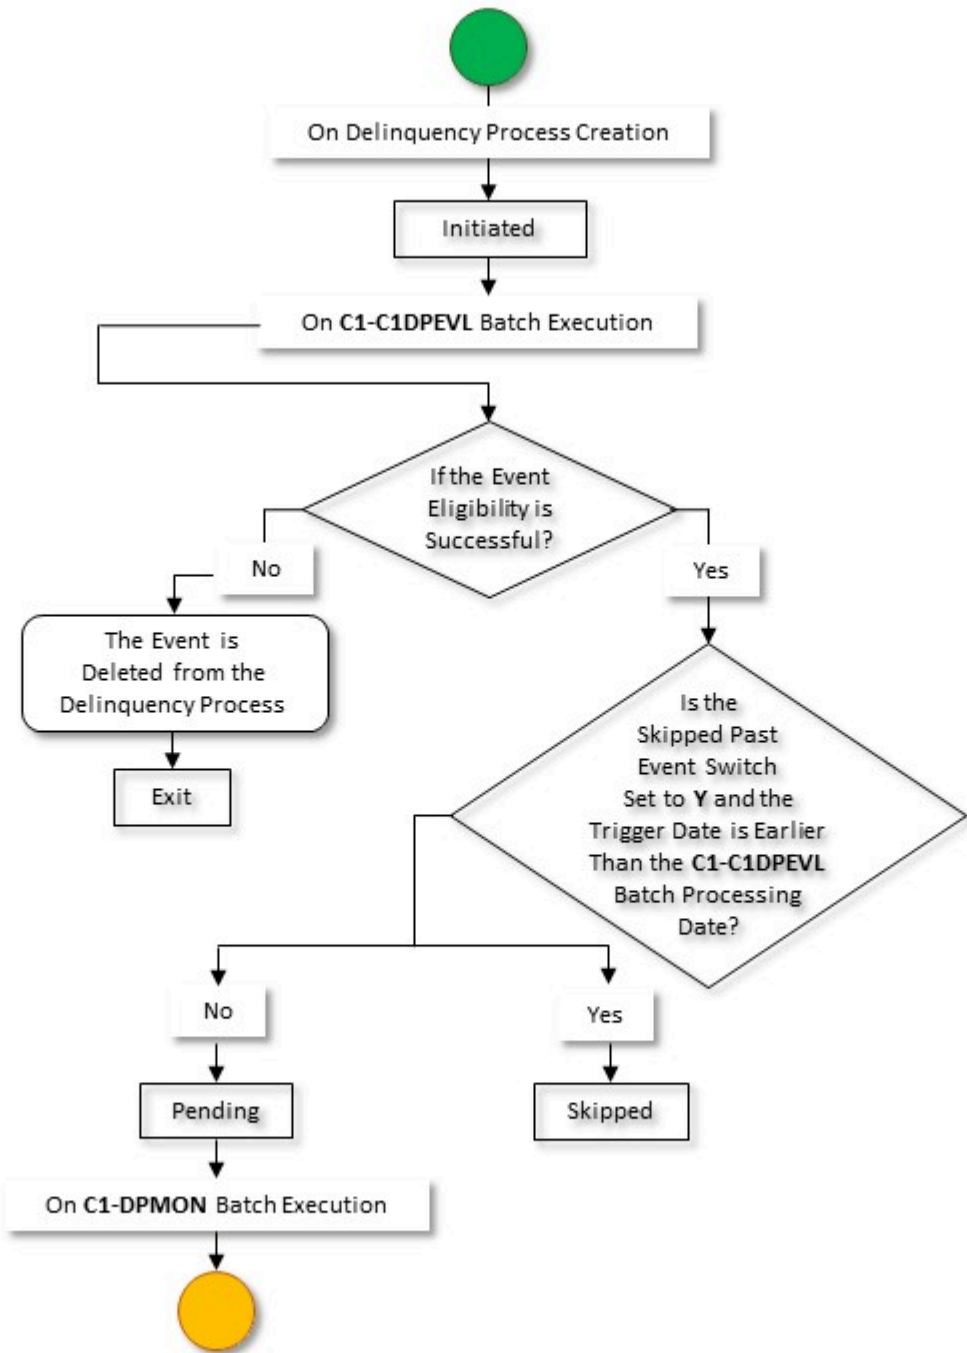 On Delinquency Process Creation
Initiated
On C1-C1DPEVL Batch Execution
If the Event
Eligibility is
Successful?
No
Yes
The Event is
Deleted from the
Delinquency Process
Exit
Is the
Skipped Past
Event Switch
Set to Y and the
Trigger Date is Earlier
Than the C1-C1DPEVL
Batch Processing
Date?
No
Yes
Pending
Skipped
On C1-DPMON Batch Execution